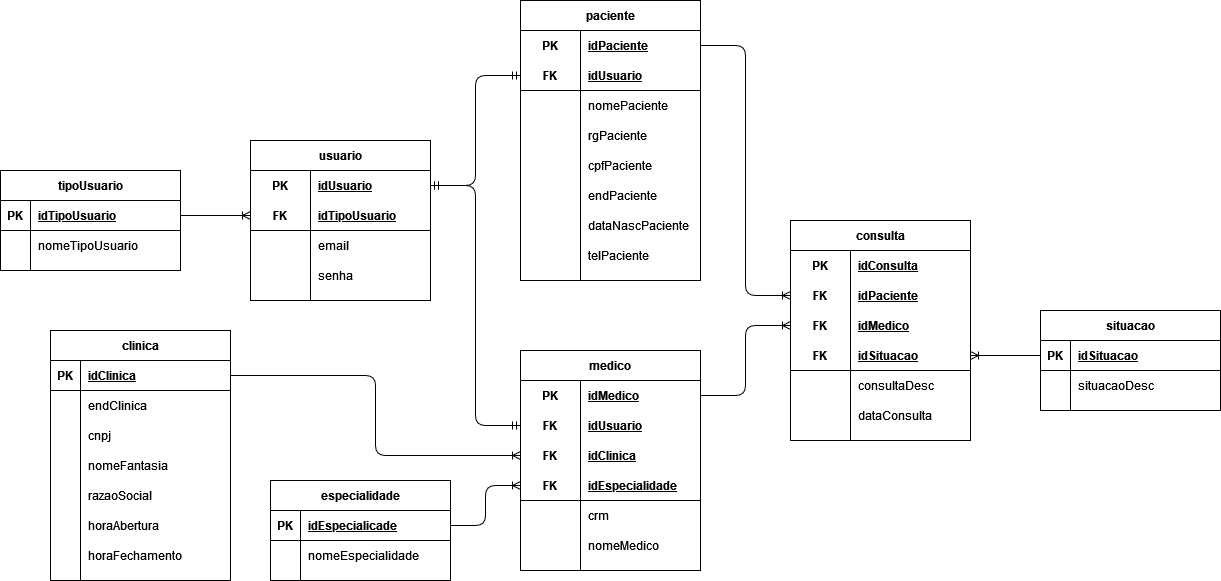 paciente
PK idPaciente
FK idUsuario
nomePaciente
rgPaciente
cpfPaciente
endPaciente
dataNascPaciente
telPaciente
usuario
PK idUsuario
FK idTipoUsuario
email
senha
tipoUsuario
PK idTipoUsuario
nomeTipoUsuario
consulta
PK idConsulta
FK idPaciente
FK idMedico
FK idSituacao
consultaDesc
dataConsulta
situacao
PK idSituacao
situacaoDesc
clinica
PK idClinica
endClinica
cnpj
nomeFantasia
razaoSocial
horaAbertura
horaFechamento
medico
PK idMedico
FK idUsuario
FK idClinica
FK idEspecialidade
crm
nomeMedico
especialidade
PK idEspecialicade
nomeEspecialidade